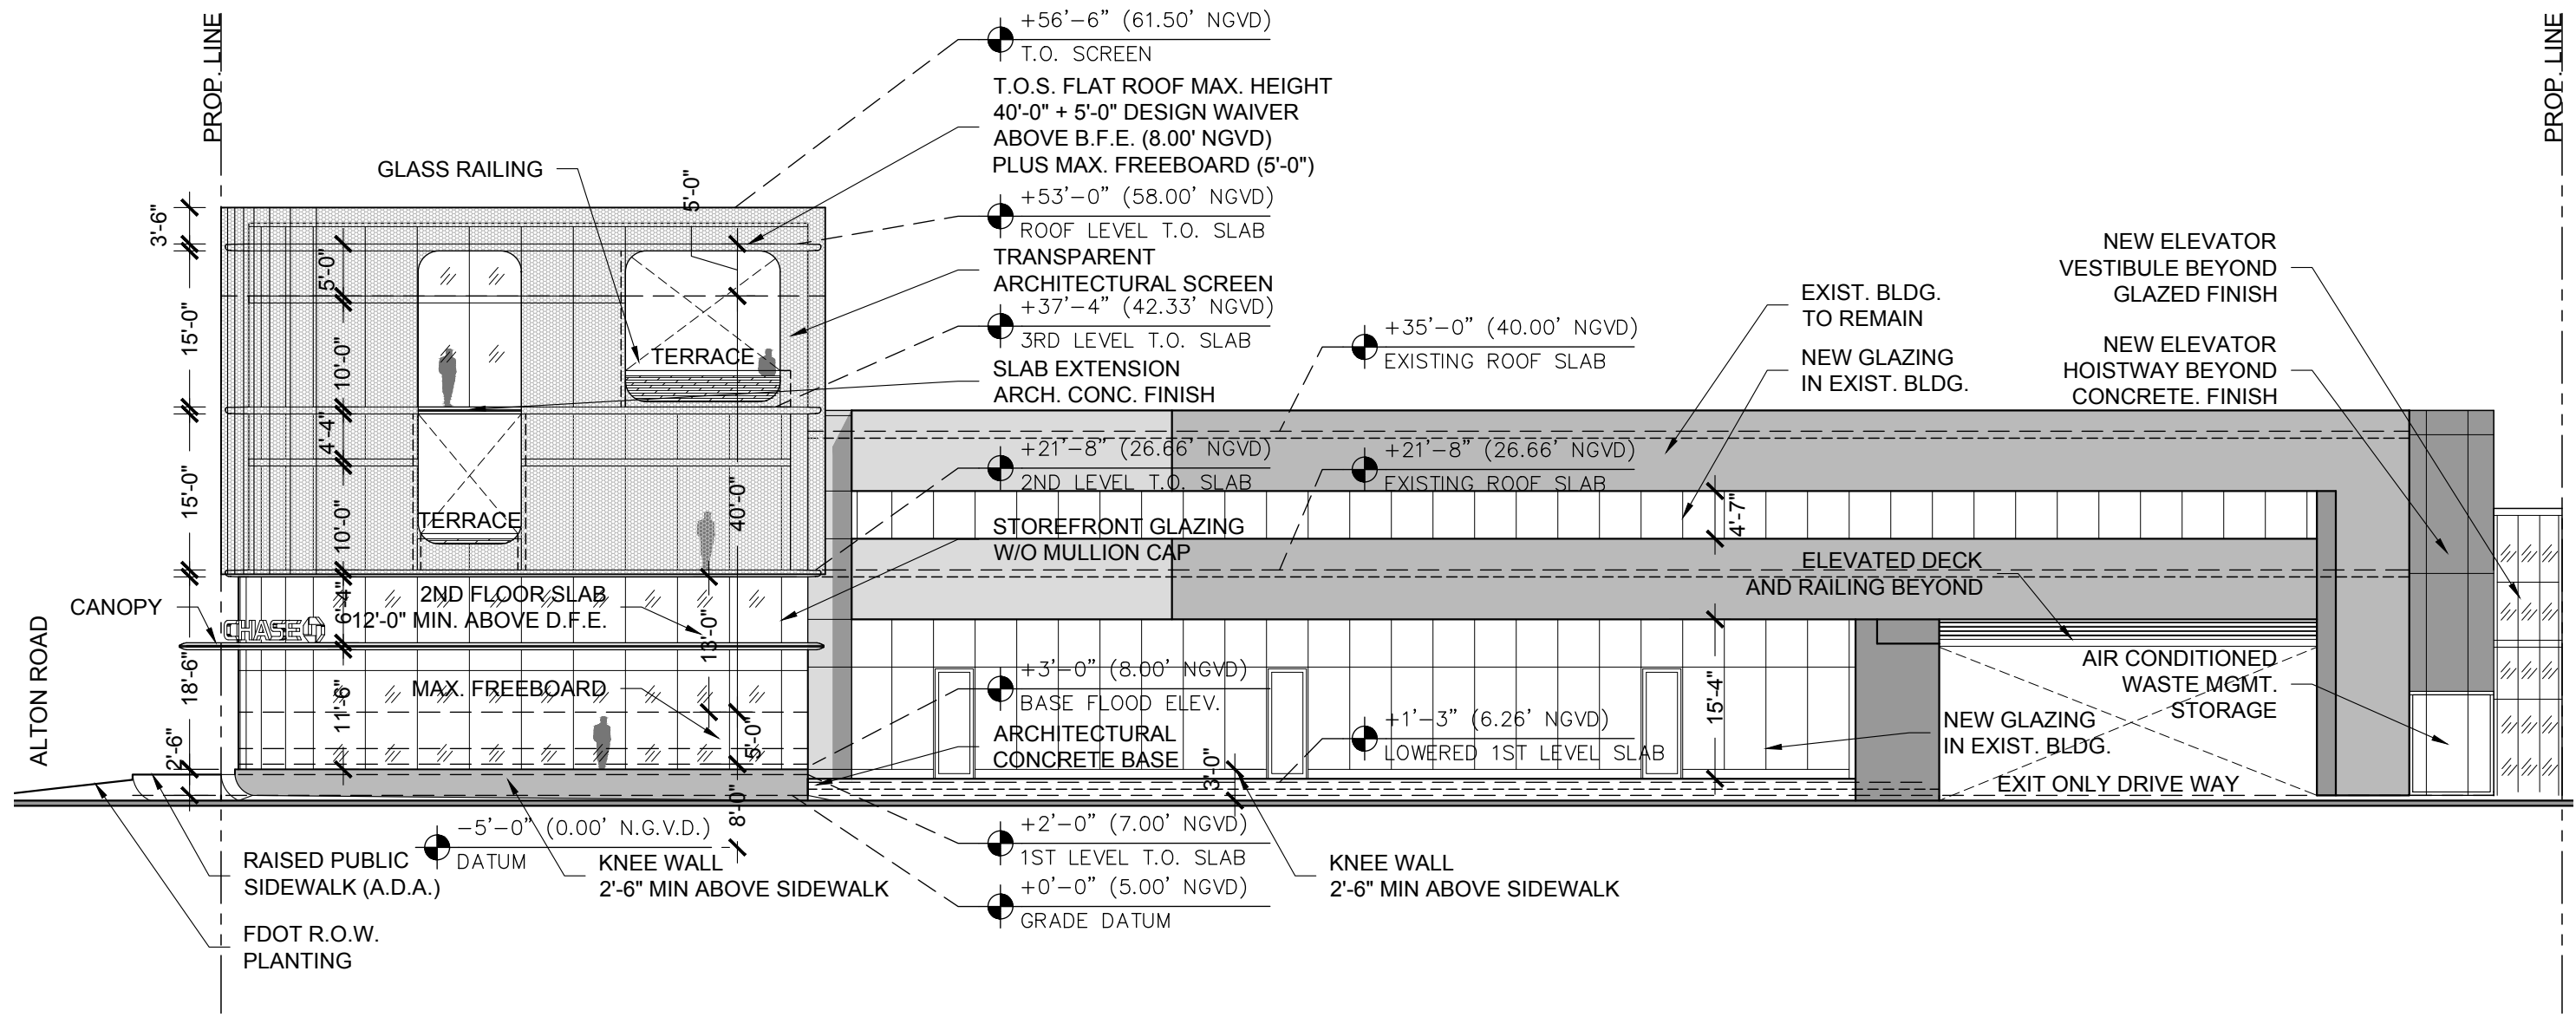 PROP. LINE
PROP. LINE
+56'-6" (61.50' NGVD)
T.O. SCREEN
T.O.S. FLAT ROOF MAX. HEIGHT
40'-0" + 5'-0" DESIGN WAIVER
ABOVE B.F.E. (8.00' NGVD)
PLUS MAX. FREEBOARD (5'-0")
GLASS RAILING
5'-0"
+53'-0" (58.00' NGVD)
ROOF LEVEL T.O. SLAB
TRANSPARENT
ARCHITECTURAL SCREEN
+37'-4" (42.33' NGVD)
3RD LEVEL T.O. SLAB
SLAB EXTENSION
ARCH. CONC. FINISH
+35'-0" (40.00' NGVD)
EXISTING ROOF SLAB
EXIST. BLDG.
TO REMAIN
NEW GLAZING
IN EXIST. BLDG.
NEW ELEVATOR
VESTIBULE BEYOND
GLAZED FINISH
NEW ELEVATOR
HOISTWAY BEYOND
CONCRETE. FINISH
3'-6"
15'-0"
15'-0"
18'-6"
2'-6"
5'-0"
10'-0"
4'-4"
10'-0"
6'-4"
11'-6"
TERRACE
TERRACE
40'-0"
13'-0"
5'-0"
8'-0"
+21'-8" (26.66' NGVD)
2ND LEVEL T.O. SLAB
+21'-8" (26.66' NGVD)
EXISTING ROOF SLAB
STOREFRONT GLAZING
W/O MULLION CAP
4'-7"
ELEVATED DECK
AND RAILING BEYOND
CANOPY
CHASE
2ND FLOOR SLAB
12'-0" MIN. ABOVE D.F.E.
MAX. FREEBOARD
ALTON ROAD
+3'-0" (8.00' NGVD)
BASE FLOOD ELEV.
ARCHITECTURAL
CONCRETE BASE
+1'-3" (6.26' NGVD)
LOWERED 1ST LEVEL SLAB
3'-0"
15'-4"
NEW GLAZING
IN EXIST. BLDG.
AIR CONDITIONED
WASTE MGMT.
STORAGE
EXIT ONLY DRIVE WAY
-5'-0" (0.00' N.G.V.D.)
DATUM
RAISED PUBLIC
SIDEWALK (A.D.A.)
KNEE WALL
2'-6" MIN ABOVE SIDEWALK
+2'-0" (7.00' NGVD)
1ST LEVEL T.O. SLAB
+0'-0" (5.00' NGVD)
GRADE DATUM
KNEE WALL
2'-6" MIN ABOVE SIDEWALK
FDOT R.O.W.
PLANTING